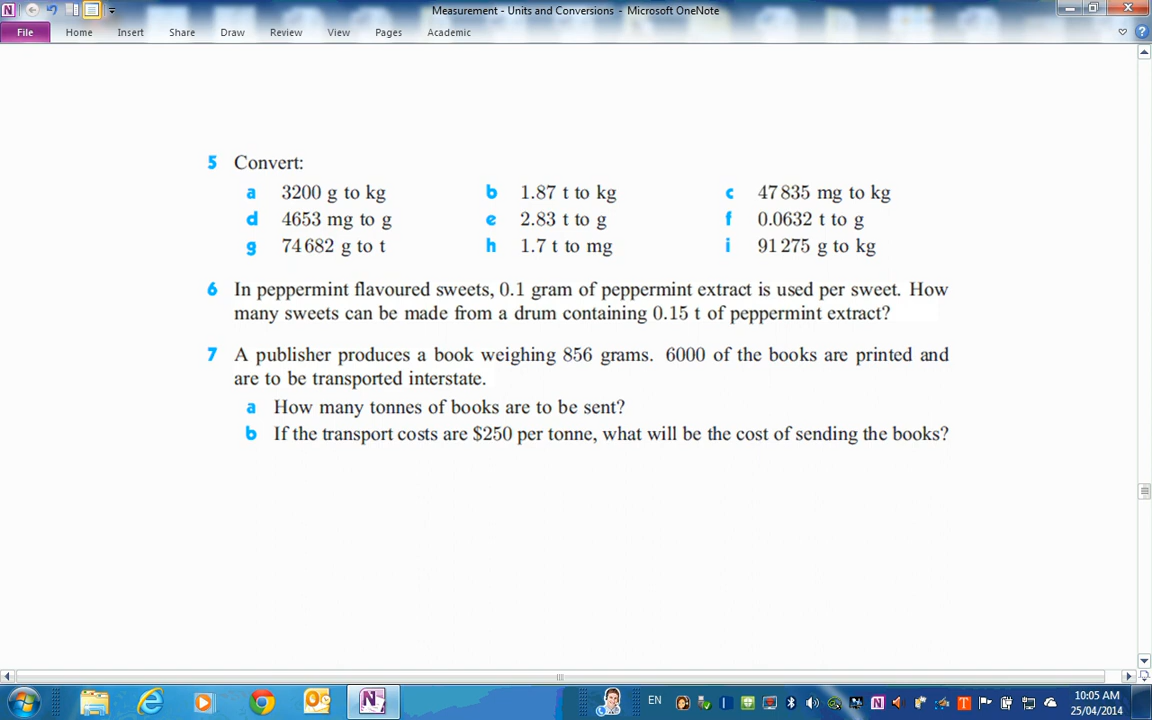 Measurement - Units and Conversions - Microsoft OneNote
File Home Insert Share Draw Review View Pages Academic
5 Convert:
a 3200 g to kg b 1.87 t to kg c 47 835 mg to kg
d 4653 mg to g e 2.83 t to g f 0.0632 t to g
g 74 682 g to t h 1.7 t to mg i 91 275 g to kg
6 In peppermint flavoured sweets, 0.1 gram of peppermint extract is used per sweet. How
many sweets can be made from a drum containing 0.15 t of peppermint extract?
7 A publisher produces a book weighing 856 grams. 6000 of the books are printed and
are to be transported interstate.
a How many tonnes of books are to be sent?
b If the transport costs are $250 per tonne, what will be the cost of sending the books?
EN
10:05 AM
25/04/2014